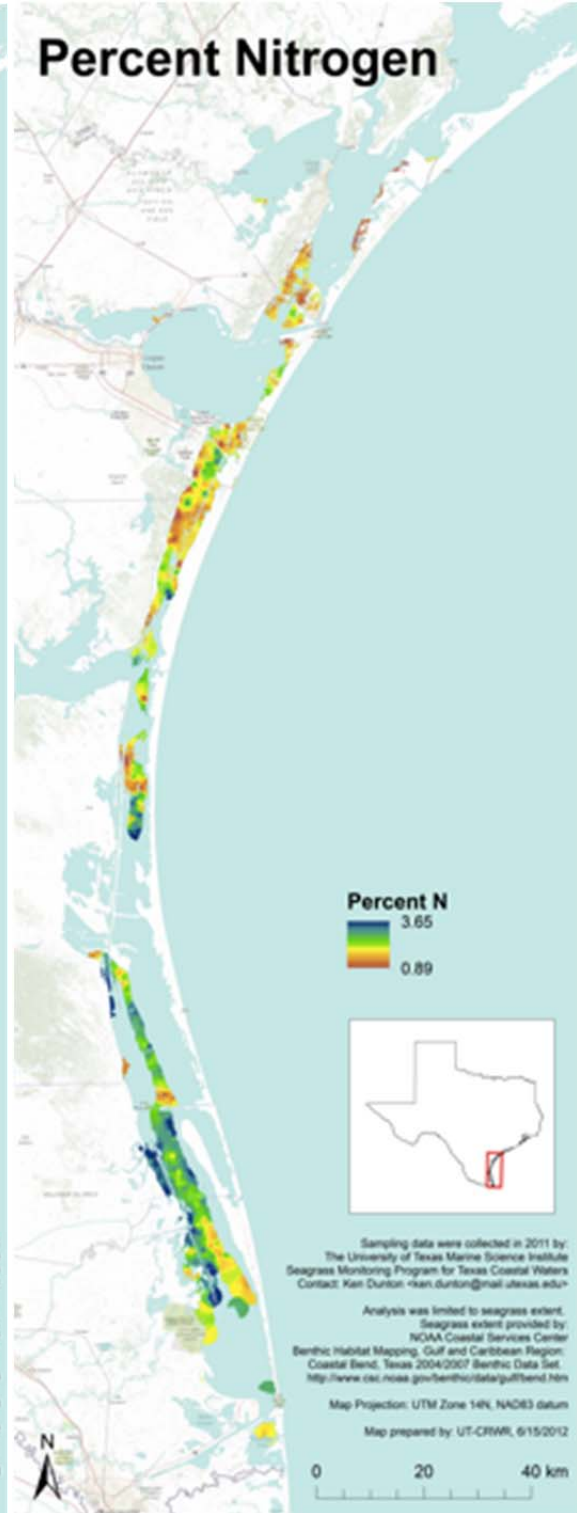 Percent Nitrogen
Percent N
3.65
0.89
Sampling data were collected in 2011 by:
The University of Texas Marine Science Institute
Seagrass Monitoring Program for Texas Coastal Waters
Contact: Ken Dunton <ken.dunton@mail.utexas.edu>
Analysis was limited to seagrass extent.
Seagrass extent provided by:
NOAA Coastal Services Center
Benthic Habitat Mapping, Gulf and Caribbean Region:
Coastal Bend, Texas 2004/2007 Benthic Data Set.
http://www.csc.noaa.gov/benthic/data/gulf/bend.htm
Map Projection: UTM Zone 14N, NAD83 datum
Map prepared by: UT-CRWR, 6/15/2012
N
0 20 40 km